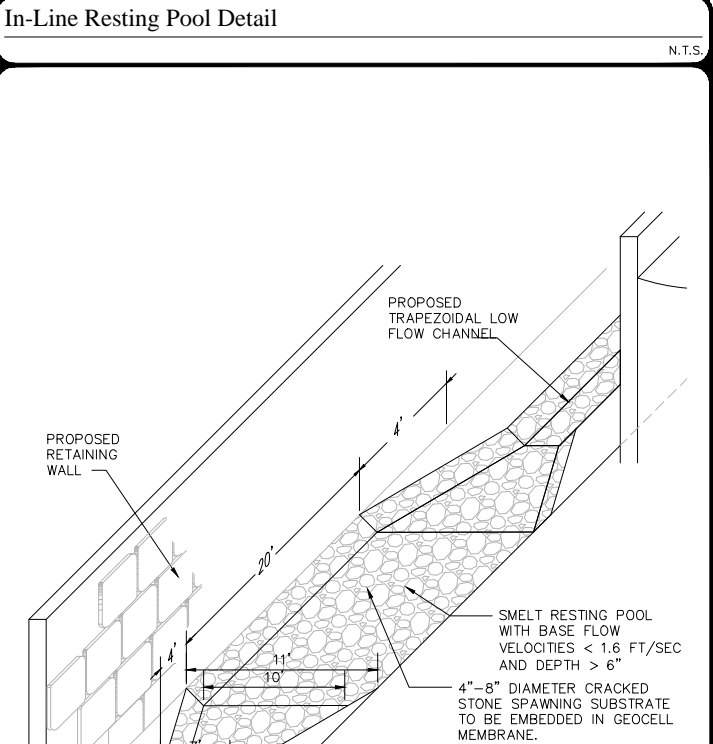 In-Line Resting Pool Detail
N.T.S.
PROPOSED
TRAPEZOIDAL LOW
FLOW CHANNEL
4'
PROPOSED
RETAINING
WALL
20'
SMELT RESTING POOL
WITH BASE FLOW
VELOCITIES < 1.6 FT/SEC
AND DEPTH > 6"
4'
11'
10'
4"-8" DIAMETER CRACKED
STONE SPAWNING SUBSTRATE
TO BE EMBEDDED IN GEOCELL
MEMBRANE.